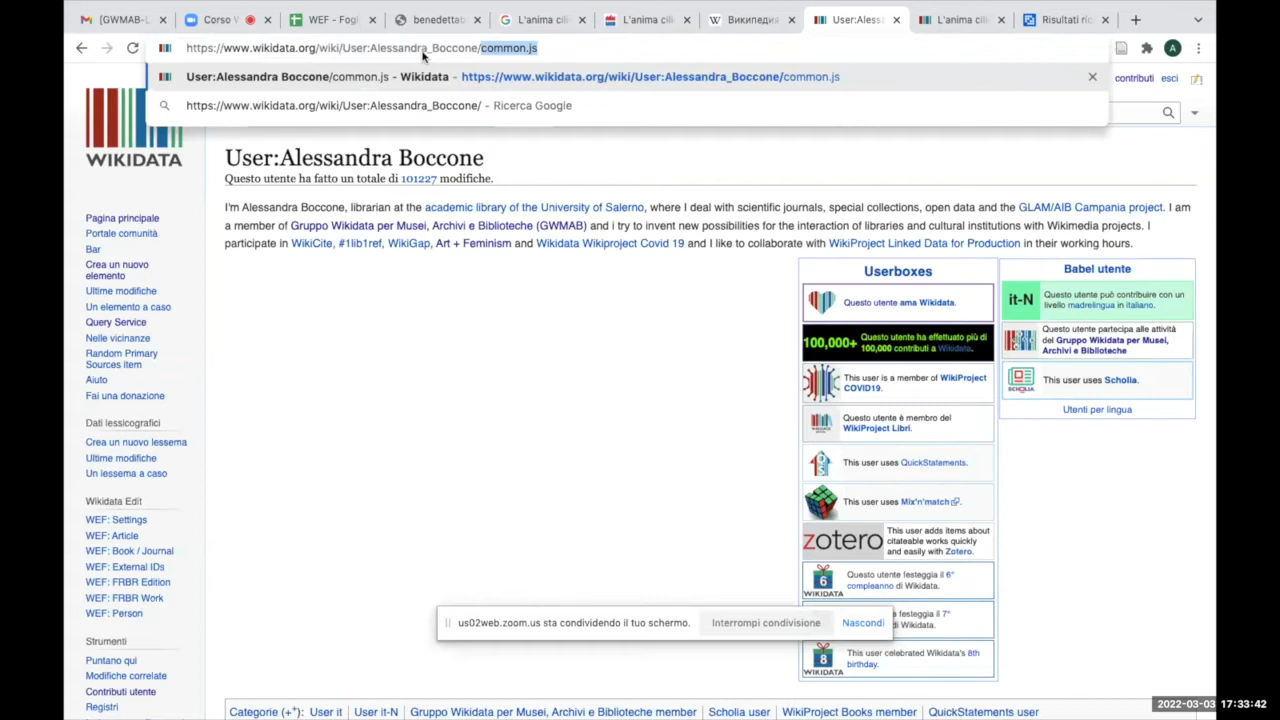 [GWMAB-L
Corso V
WEF - Fogl
benedettab
L'anima cil
L'anima cil
Википедия
User:Aless
L'anima cil
Risultati ric
https://www.wikidata.org/wiki/User:Alessandra_Boccone/common.js
User:Alessandra Boccone/common.js - Wikidata - https://www.wikidata.org/wiki/User:Alessandra_Boccone/common.js
https://www.wikidata.org/wiki/User:Alessandra_Boccone/ - Ricerca Google
contributi esci
WIKIDATA
User:Alessandra Boccone
Questo utente ha fatto un totale di 101227 modifiche.
I'm Alessandra Boccone, librarian at the academic library of the University of Salerno, where I deal with scientific journals, special collections, open data and the GLAM/AIB Campania project. I am
a member of Gruppo Wikidata per Musei, Archivi e Biblioteche (GWMAB) and i try to invent new possibilities for the interaction of libraries and cultural institutions with Wikimedia projects. I
participate in WikiCite, #1lib1ref, WikiGap, Art + Feminism and Wikidata Wikiproject Covid 19 and I like to collaborate with WikiProject Linked Data for Production in their working hours.
Pagina principale
Portale comunità
Bar
Crea un nuovo
elemento
Ultime modifiche
Un elemento a caso
Query Service
Nelle vicinanze
Random Primary
Sources item
Aiuto
Fai una donazione
Dati lessicografici
Crea un nuovo lessema
Ultime modifiche
Un lessema a caso
Wikidata Edit
WEF: Settings
WEF: Article
WEF: Book / Journal
WEF: External IDs
WEF: FRBR Edition
WEF: FRBR Work
WEF: Person
Strumenti
Puntano qui
Modifiche correlate
Contributi utente
Registri
Userboxes
Questo utente ama Wikidata.
100,000+
Questo utente ha effettuato più di
100,000 contributi a Wikidata.
This user is a member of WikiProject
COVID19.
Questo utente è membro del
WikiProject Libri.
This user uses QuickStatements.
This user uses Mix'n'match.
zotero
This user adds items about
citateable works quickly
and easily with Zotero.
6
WIKIDATA
Questo utente festeggia il 6°
compleanno di Wikidata.
a festeggia il 7°
di Wikidata.
8
WIKIDATA
This user celebrated Wikidata's 8th
birthday.
Babel utente
it-N
Questo utente può contribuire con un
livello madrelingua in italiano.
Questo utente partecipa alle attività
del Gruppo Wikidata per Musei,
Archivi e Biblioteche
SCHOLIA
This user uses Scholia.
Utenti per lingua
us02web.zoom.us sta condividendo il tuo schermo.
Interrompi condivisione
Nascondi
Categorie (++): User it | User it-N | Gruppo Wikidata per Musei, Archivi e Biblioteche member | Scholia user | WikiProject Books member | QuickStatements user
A
2022-03-03 17:33:42